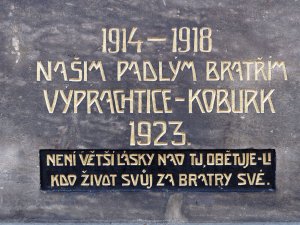 1914 – 1918
NAŠIM PADLÝM BRATŘÍM
VÝPRACHTICE - KOBURK
1923
NENÍ VĚTŠÍ LÁSKY NAD TU, OBĚTUJE-LI
KDO ŽIVOT SVŮJ ZA BRATRY SVÉ.